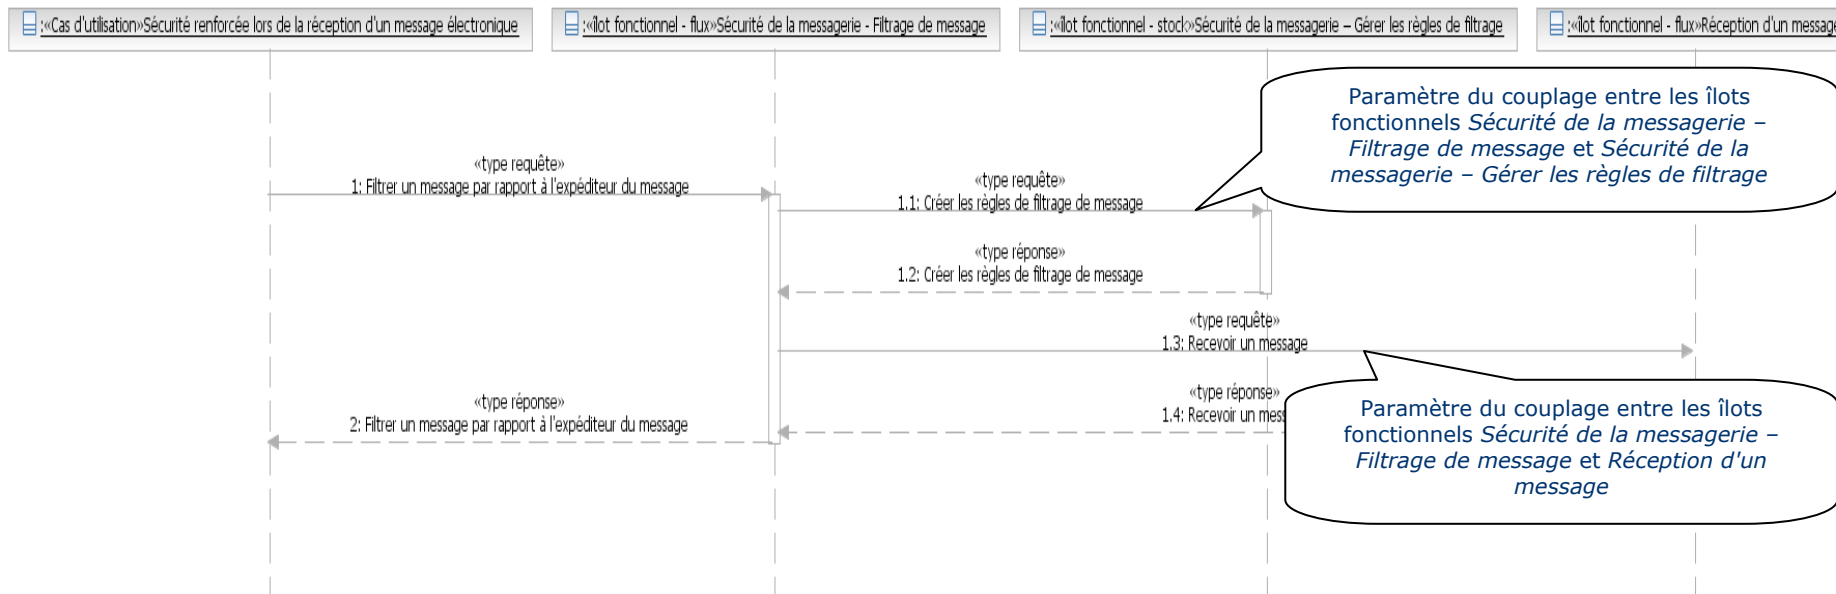 :«Cas d'utilisation»Sécurité renforcée lors de la réception d'un message électronique
:«îlot fonctionnel - flux»Sécurité de la messagerie - Filtrage de message
:«îlot fonctionnel - stock»Sécurité de la messagerie – Gérer les règles de filtrage
:«îlot fonctionnel - flux»Réception d'un message
Paramètre du couplage entre les îlots
fonctionnels Sécurité de la messagerie –
Filtrage de message et Sécurité de la
messagerie – Gérer les règles de filtrage
«type requête»
1: Filtrer un message par rapport à l'expéditeur du message
«type requête»
1.1: Créer les règles de filtrage de message
«type réponse»
1.2: Créer les règles de filtrage de message
«type requête»
1.3: Recevoir un message
«type réponse»
1.4: Recevoir un mess
«type réponse»
2: Filtrer un message par rapport à l'expéditeur du message
Paramètre du couplage entre les îlots
fonctionnels Sécurité de la messagerie –
Filtrage de message et Réception d'un
message